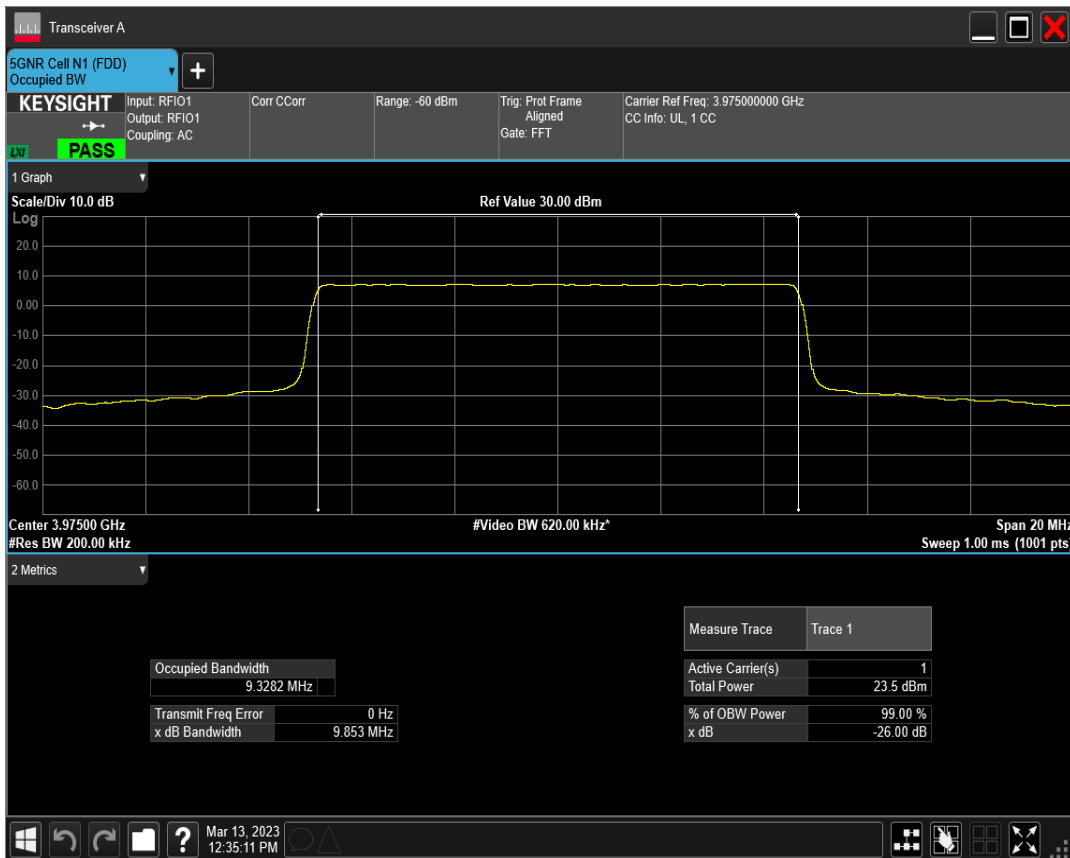 Transceiver A
5GNR Cell N1 (FDD)
Occupied BW
+
KEYSIGHT
LXI
PASS
Input: RFIO1
Output: RFIO1
Coupling: AC
Corr CCorr
Range: -60 dBm
Trig: Prot Frame
Aligned
Gate: FFT
Carrier Ref Freq: 3.975000000 GHz
CC Info: UL, 1 CC
1 Graph
Scale/Div 10.0 dB
Ref Value 30.00 dBm
Log
20.0
10.0
0.00
-10.0
-20.0
-30.0
-40.0
-50.0
-60.0
Center 3.97500 GHz
#Video BW 620.00 kHz*
Span 20 MHz
#Res BW 200.00 kHz
Sweep 1.00 ms (1001 pts)
2 Metrics
Measure Trace Trace 1
Occupied Bandwidth
9.3282 MHz
Active Carrier(s) 1
Total Power 23.5 dBm
Transmit Freq Error 0 Hz
x dB Bandwidth 9.853 MHz
% of OBW Power 99.00 %
x dB -26.00 dB
?
Mar 13, 2023
12:35:11 PM